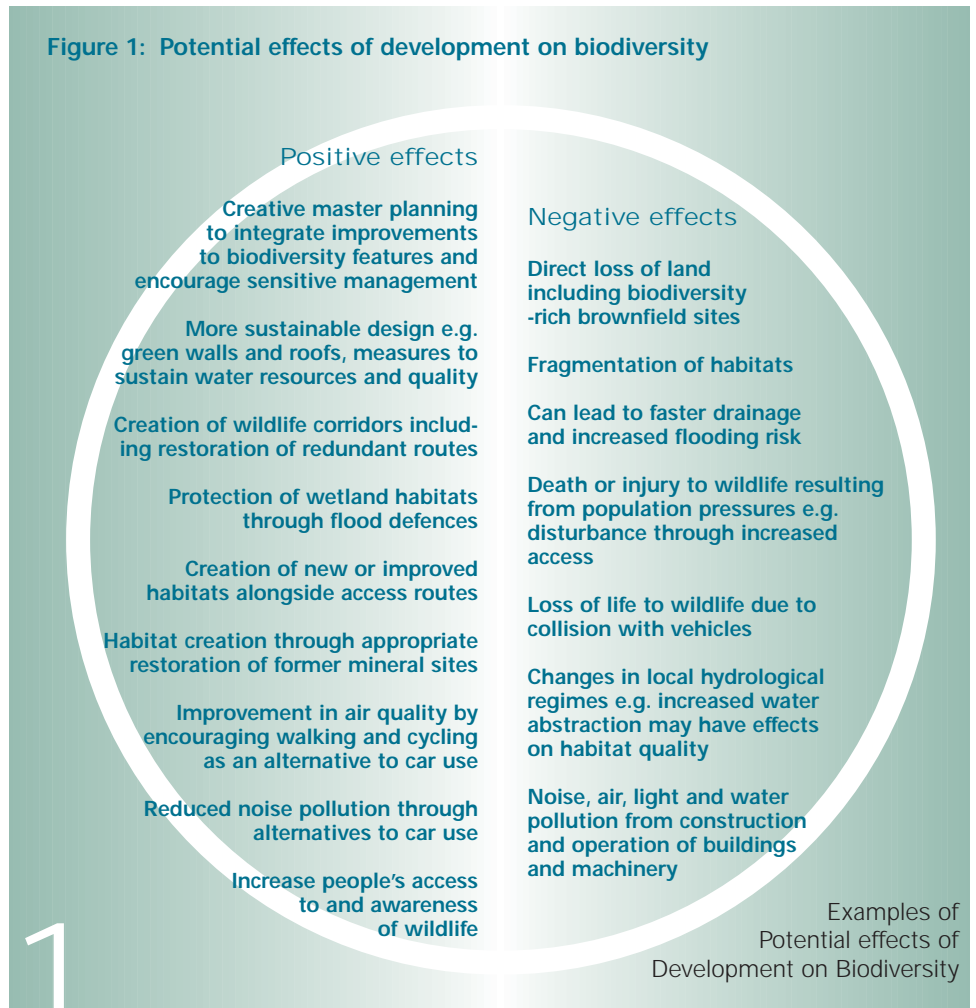 Figure 1: Potential effects of development on biodiversity
Positive effects
Creative master planning
to integrate improvements
to biodiversity features and
encourage sensitive management
More sustainable design e.g.
green walls and roofs, measures to
sustain water resources and quality
Creation of wildlife corridors includ-
ing restoration of redundant routes
Protection of wetland habitats
through flood defences
Creation of new or improved
habitats alongside access routes
Habitat creation through appropriate
restoration of former mineral sites
Improvement in air quality by
encouraging walking and cycling
as an alternative to car use
Reduced noise pollution through
alternatives to car use
Increase people's access
to and awareness
of wildlife
Negative effects
Direct loss of land
including biodiversity
-rich brownfield sites
Fragmentation of habitats
Can lead to faster drainage
and increased flooding risk
Death or injury to wildlife resulting
from population pressures e.g.
disturbance through increased
access
Loss of life to wildlife due to
collision with vehicles
Changes in local hydrological
regimes e.g. increased water
abstraction may have effects
on habitat quality
Noise, air, light and water
pollution from construction
and operation of buildings
and machinery
1
Examples of
Potential effects of
Development on Biodiversity